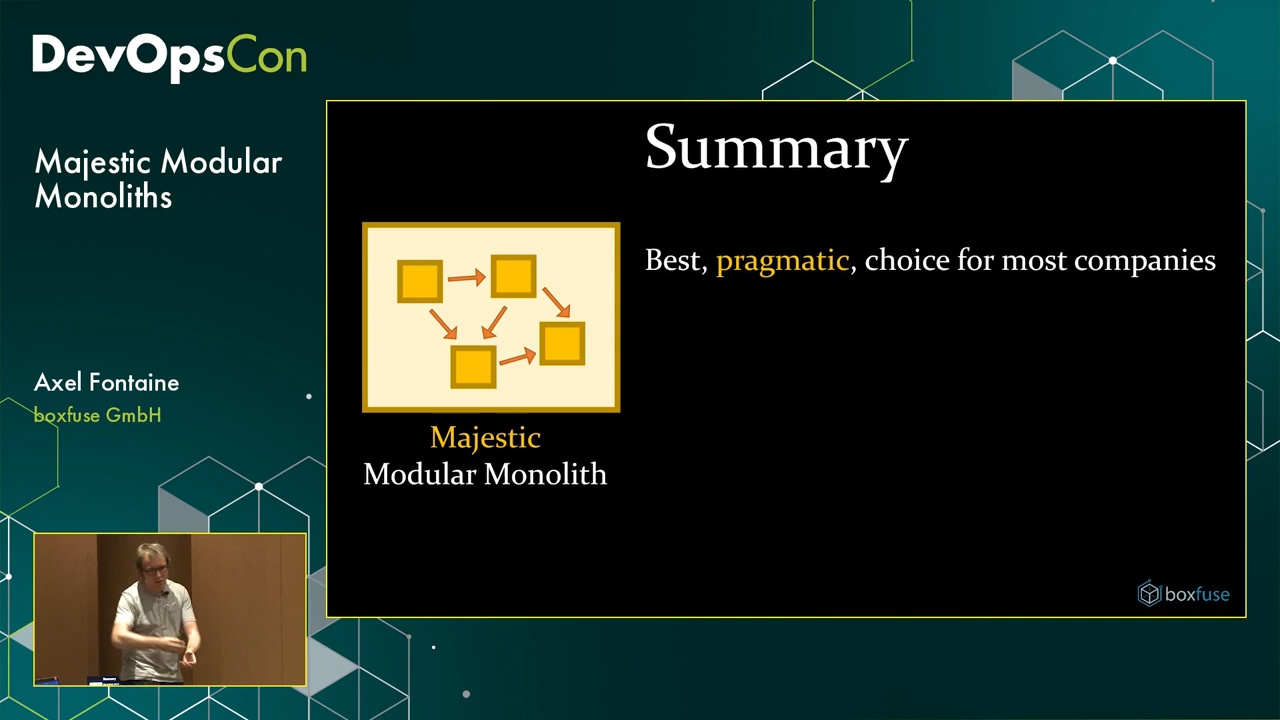 DevOpsCon
Majestic Modular
Monoliths
Axel Fontaine
boxfuse GmbH
Summary
Best, pragmatic, choice for most companies
Majestic
Modular Monolith
boxfuse